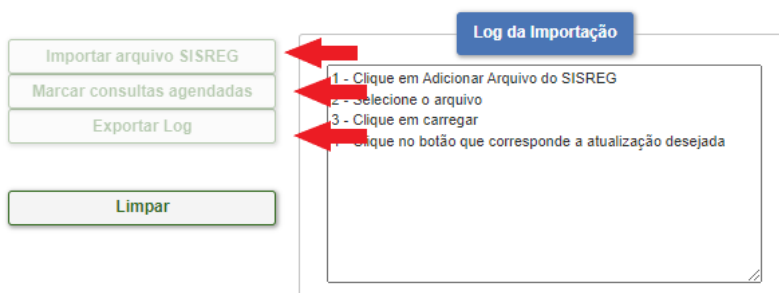 Log da Importação
Importar arquivo SISREG
Marcar consultas agendadas
Exportar Log
Limpar
1 - Clique em Adicionar Arquivo do SISREG
2 - Selecione o arquivo
3 - Clique em carregar
- Clique no botão que corresponde a atualização desejada